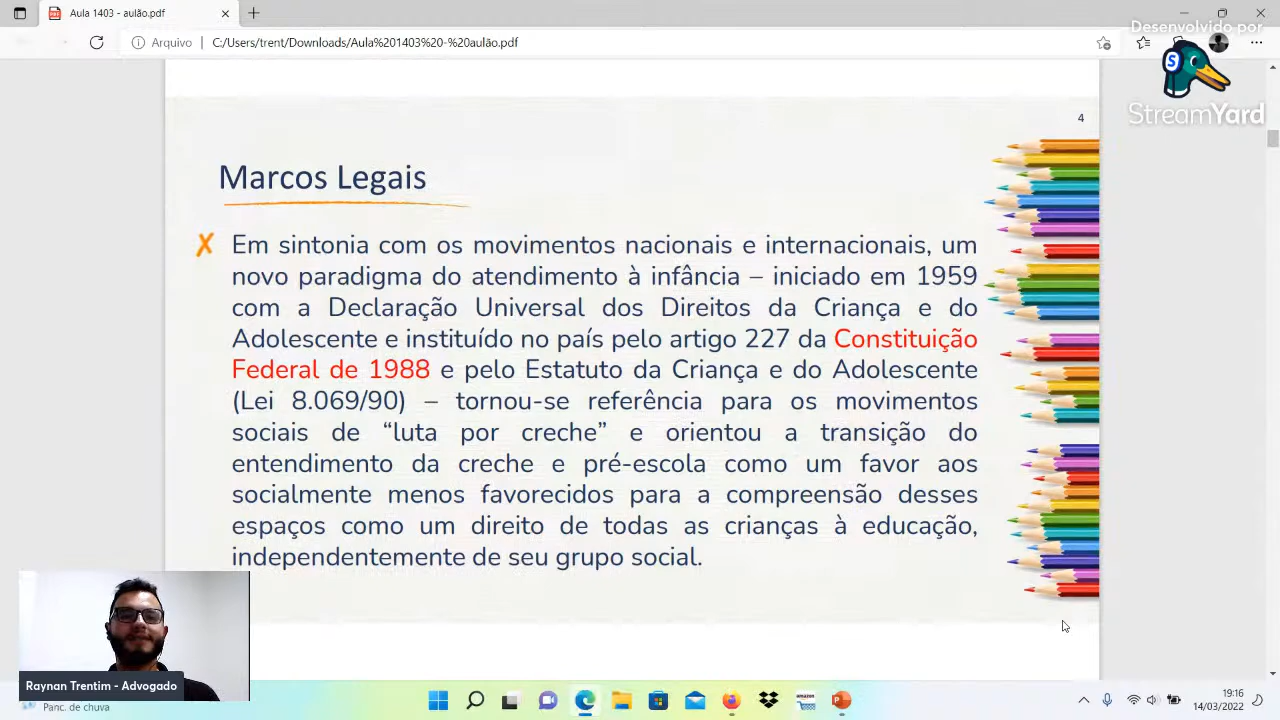 Aula 1403 - aulão.pdf
Desenvolvido por
Arquivo
C:/Users/trent/Downloads/Aula%201403%20-%20aulão.pdf
StreamYard
4
Marcos Legais
Em sintonia com os movimentos nacionais e internacionais, um
novo paradigma do atendimento à infância – iniciado em 1959
com a Declaração Universal dos Direitos da Criança e do
Adolescente e instituído no país pelo artigo 227 da Constituição
Federal de 1988 e pelo Estatuto da Criança e do Adolescente
(Lei 8.069/90) – tornou-se referência para os movimentos
sociais de “luta por creche” e orientou a transição do
entendimento da creche e pré-escola como um favor aos
socialmente menos favorecidos para a compreensão desses
espaços como um direito de todas as crianças à educação,
independentemente de seu grupo social.
Raynan Trentim - Advogado
Panc. de chuva
amazon
19:16
14/03/2022